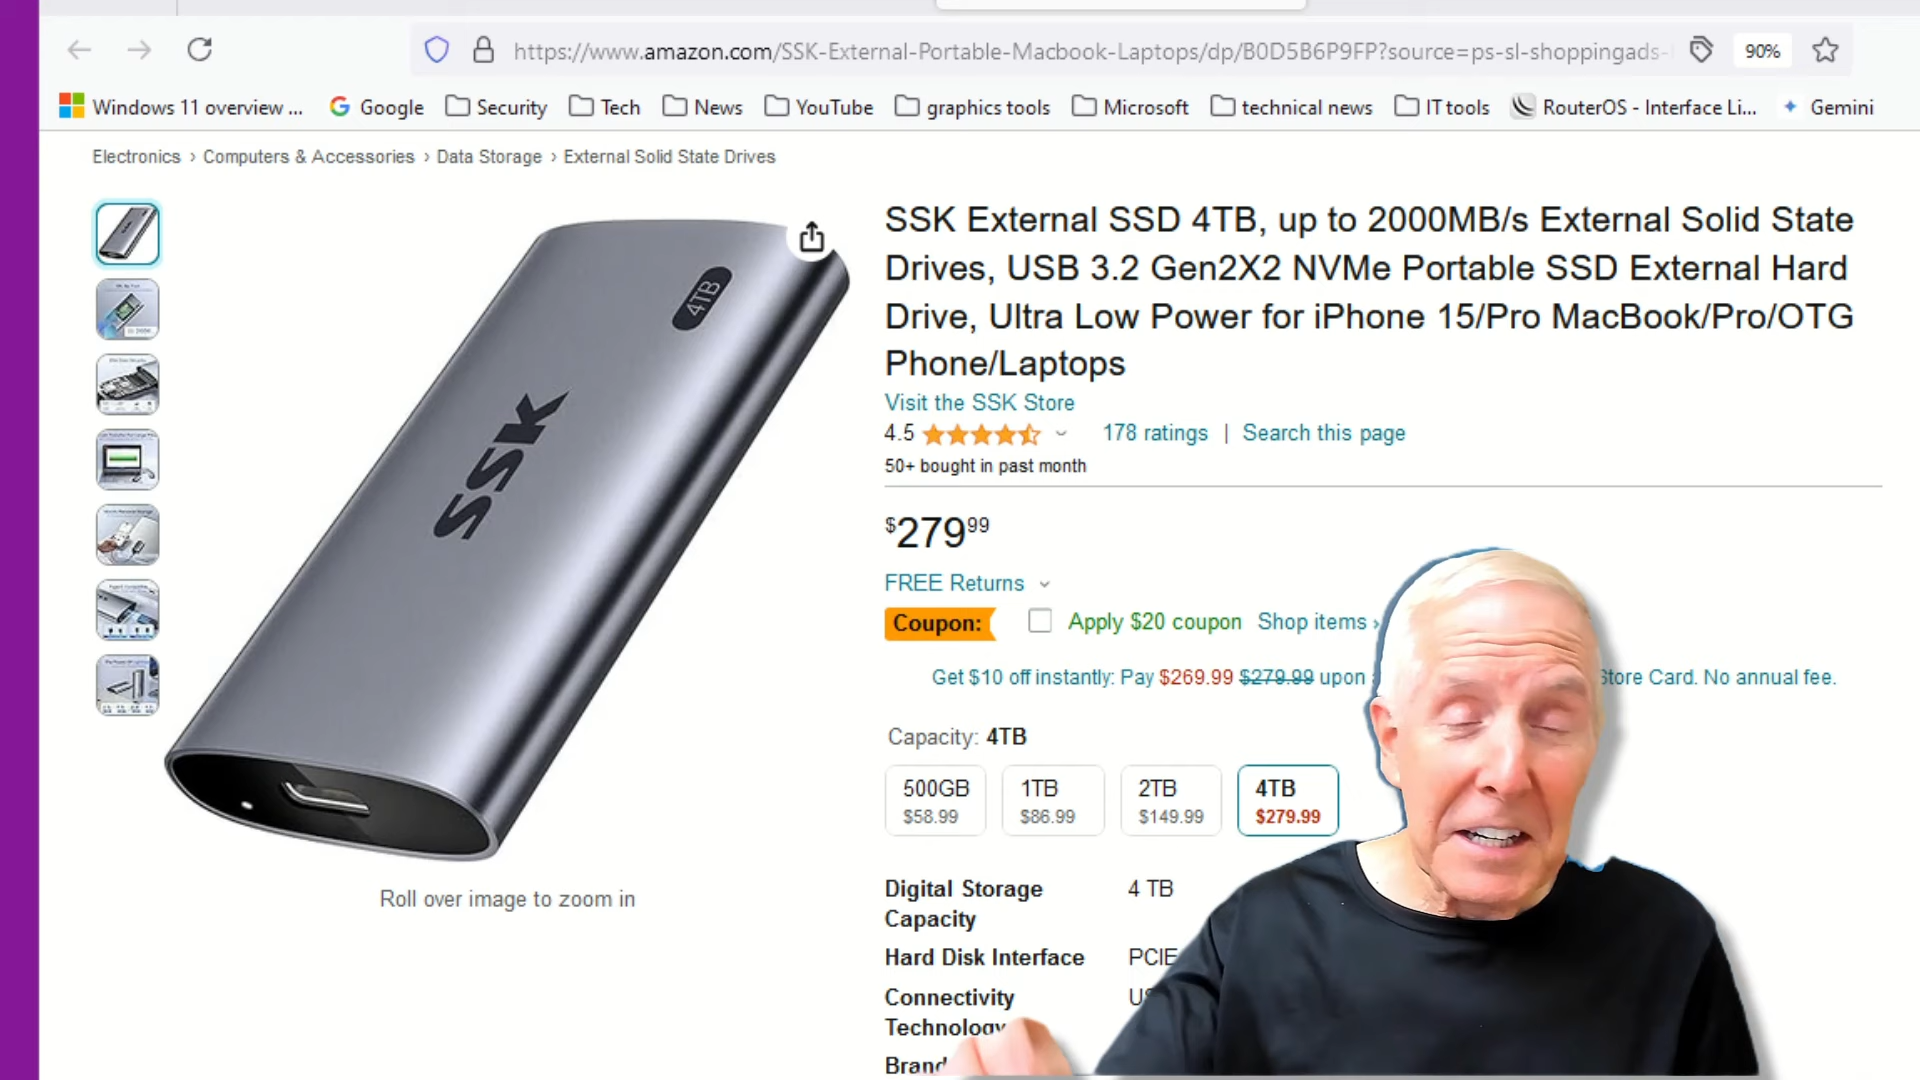 https://www.amazon.com/SSK-External-Portable-Macbook-Laptops/dp/B0D5B6P9FP?source=ps-sl-shoppingads- 90%
Windows 11 overview ... Google Security Tech News YouTube graphics tools Microsoft technical news IT tools RouterOS - Interface Li... Gemini
Electronics › Computers & Accessories › Data Storage › External Solid State Drives
SSK External SSD 4TB, up to 2000MB/s External Solid State
Drives, USB 3.2 Gen2X2 NVMe Portable SSD External Hard
Drive, Ultra Low Power for iPhone 15/Pro MacBook/Pro/OTG
Phone/Laptops
Visit the SSK Store
4.5 178 ratings | Search this page
50+ bought in past month
$279.99
FREE Returns
Coupon: Apply $20 coupon Shop items ›
Get $10 off instantly: Pay $269.99 $279.99 upon Store Card. No annual fee.
Capacity: 4TB
500GB 1TB 2TB 4TB
$58.99 $86.99 $149.99 $279.99
Digital Storage 4 TB
Capacity
Hard Disk Interface PCIE
Connectivity
Technology
Brand
4TB
SSK
Roll over image to zoom in